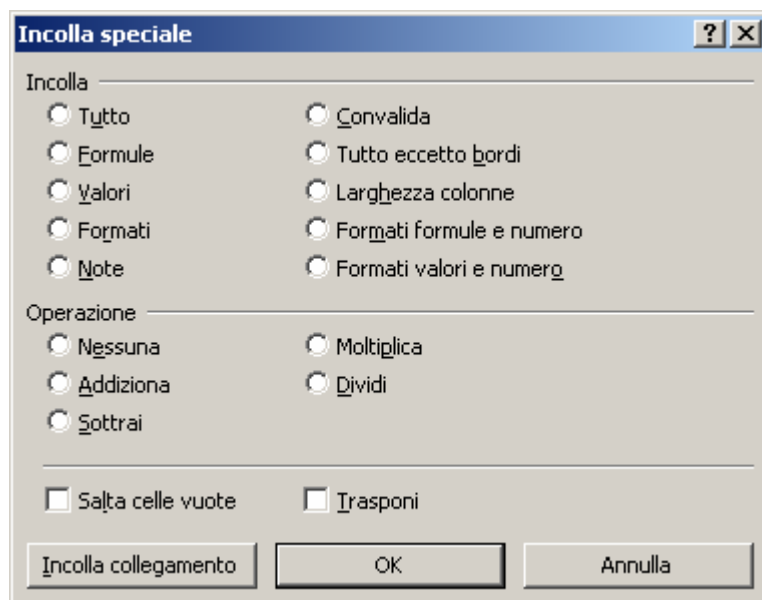 Incolla speciale
Incolla
Tutto
Convalida
Formule
Tutto eccetto bordi
Valori
Larghezza colonne
Formati
Formati formule e numero
Note
Formati valori e numero
Operazione
Nessuna
Moltiplica
Addiziona
Dividi
Sottrai
Salta celle vuote
Trasponi
Incolla collegamento
OK
Annulla